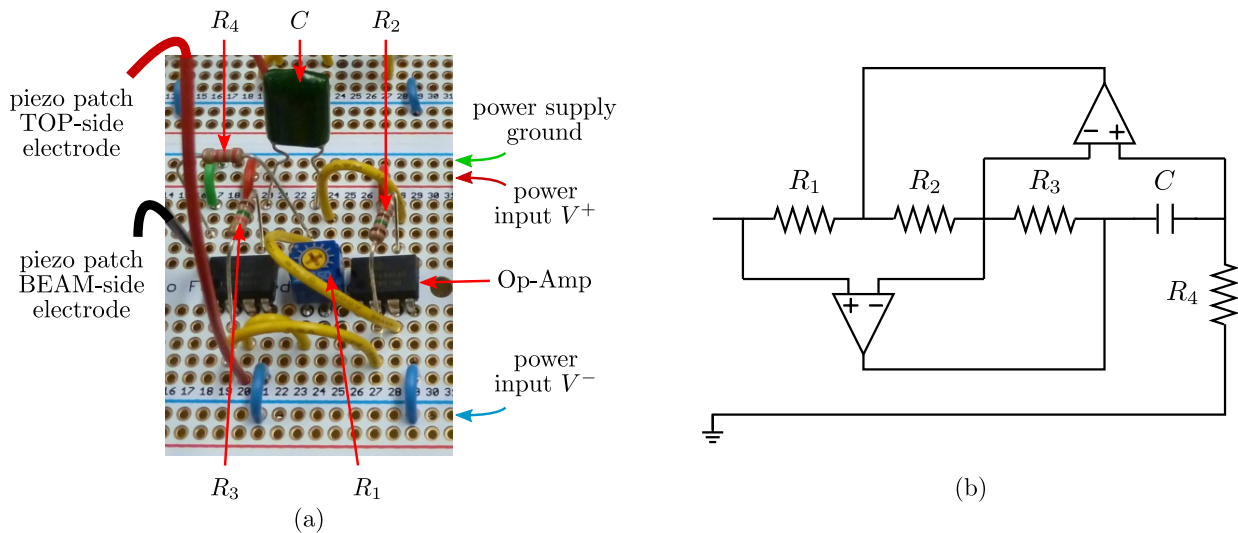 R4 C R2
piezo patch
TOP-side
electrode
power supply
ground
power
input V+
piezo patch
BEAM-side
electrode
Op-Amp
power
input V−
R3 R1
(a)
R1 R2 R3 C
R4
− +
+ −
(b)